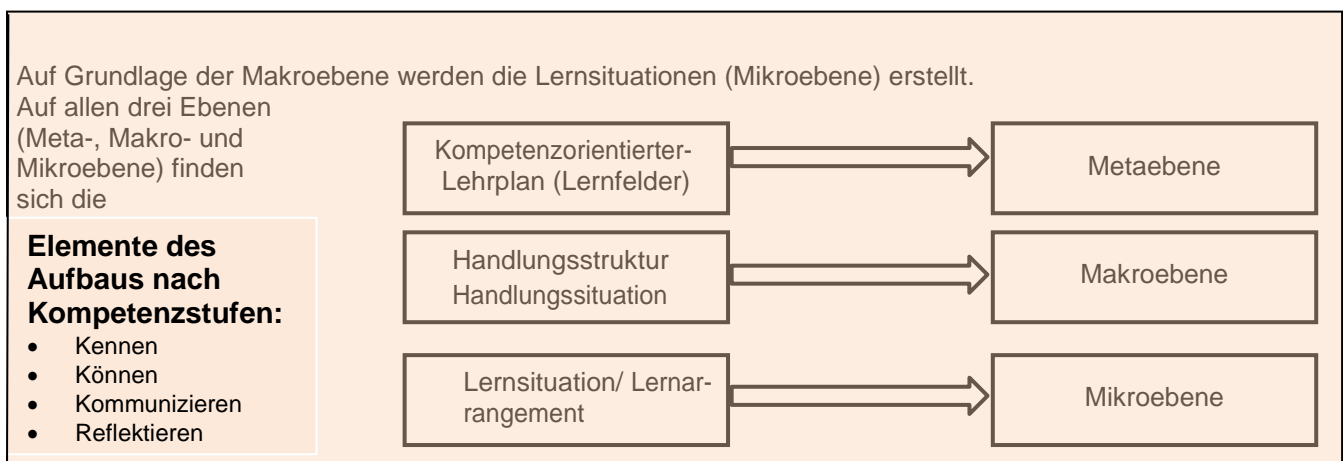 Auf Grundlage der Makroebene werden die Lernsituationen (Mikroebene) erstellt.
Auf allen drei Ebenen
(Meta-, Makro- und
Mikroebene) finden
sich die
Elemente des
Aufbaus nach
Kompetenzstufen:
• Kennen
• Können
• Kommunizieren
• Reflektieren
Kompetenzorientierter-
Lehrplan (Lernfelder)
Metaebene
Handlungsstruktur
Handlungssituation
Makroebene
Lernsituation/ Lernar-
rangement
Mikroebene